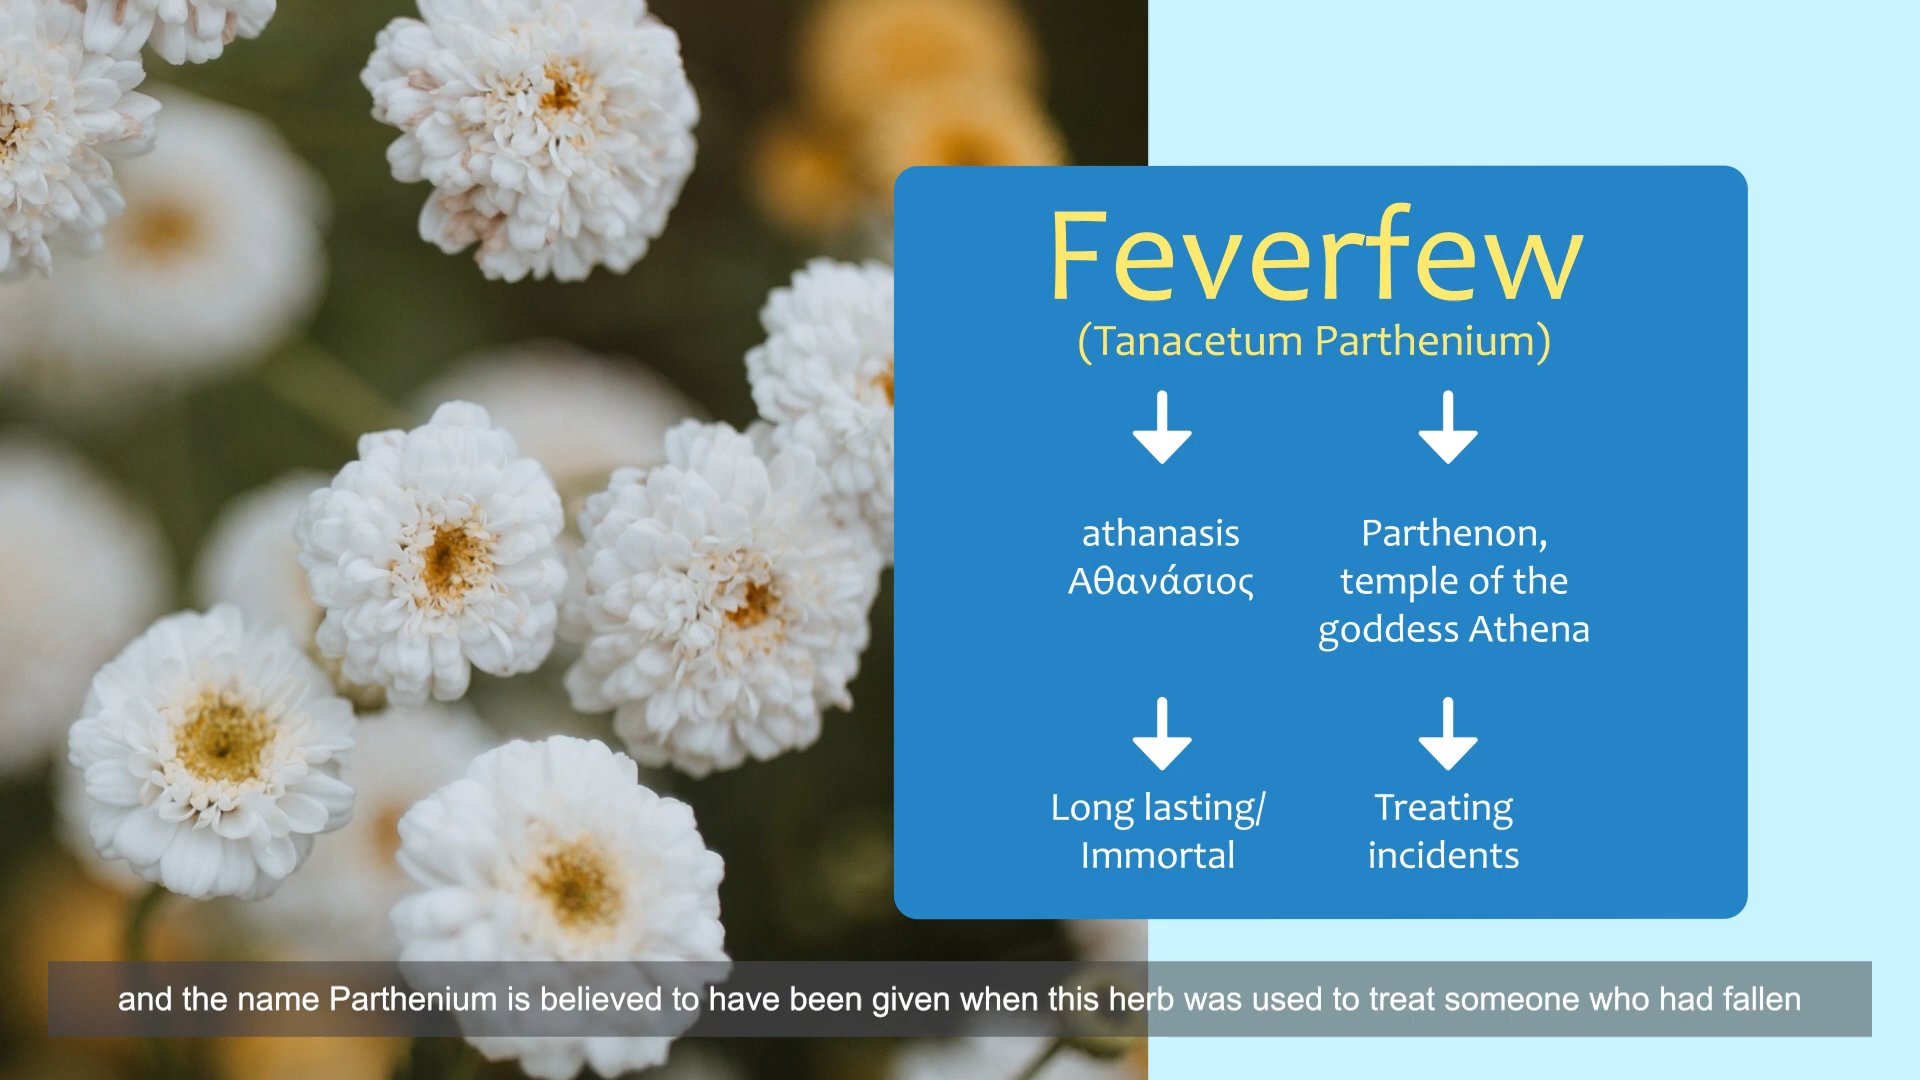 Feverfew
(Tanacetum Parthenium)
athanasis
Αθανάσιος
Parthenon,
temple of the
goddess Athena
Long lasting/
Immortal
Treating
incidents
and the name Parthenium is believed to have been given when this herb was used to treat someone who had fallen